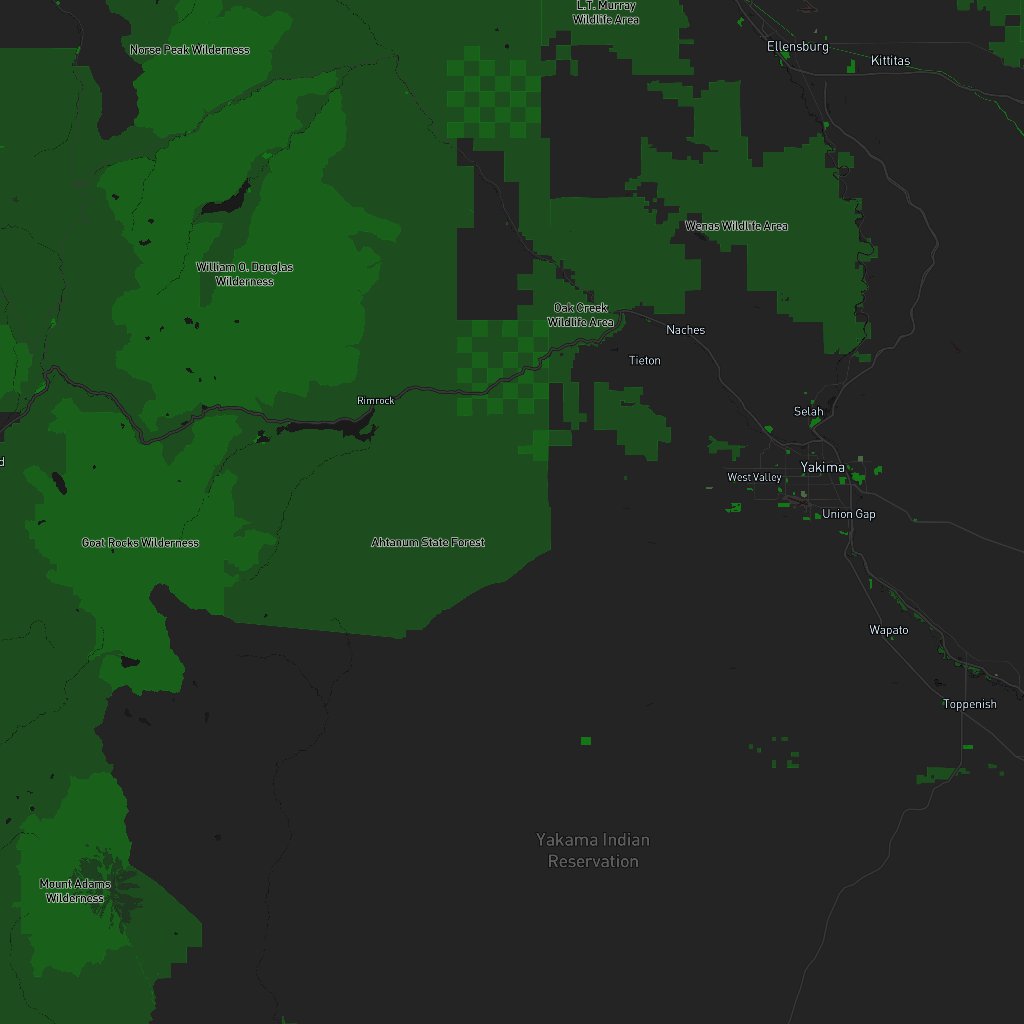 L.T. Murray
Wildlife Area
Norse Peak Wilderness
Ellensburg
Kittitas
Wenas Wildlife Area
William O. Douglas
Wilderness
Oak Creek
Wildlife Area
Naches
Tieton
Rimrock
Selah
d
Yakima
West Valley
Union Gap
Goat Rocks Wilderness
Ahtanum State Forest
Wapato
Toppenish
Yakama Indian
Reservation
Mount Adams
Wilderness